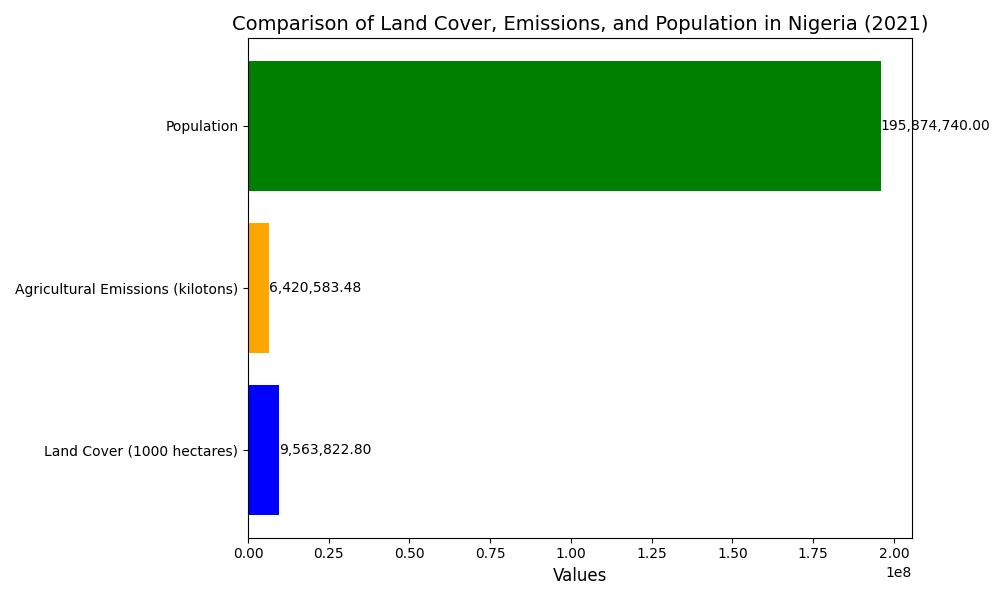 Comparison of Land Cover, Emissions, and Population in Nigeria (2021)
Population
195,874,740.00
Agricultural Emissions (kilotons)
6,420,583.48
Land Cover (1000 hectares)
9,563,822.80
0.00 0.25 0.50 0.75 1.00 1.25 1.50 1.75 2.00
1e8
Values